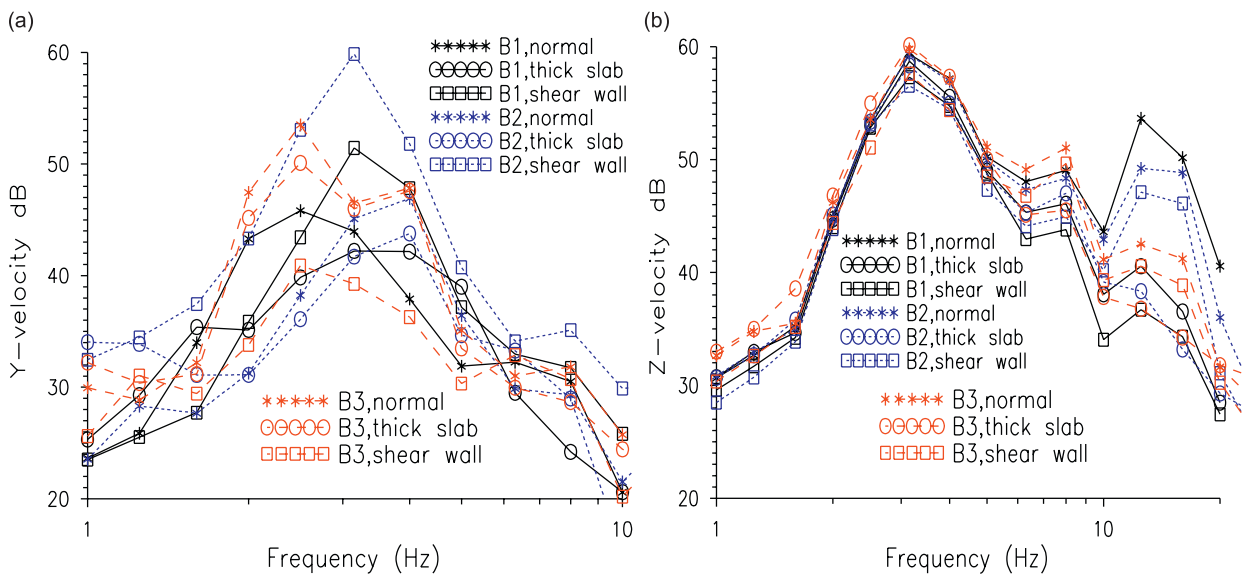 (a)
Y-velocity dB
60
50
40
30
20
1
10
Frequency (Hz)
B1,normal
B1,thick slab
B1,shear wall
B2,normal
B2,thick slab
B2,shear wall
B3,normal
B3,thick slab
B3,shear wall
(b)
Z-velocity dB
60
50
40
30
20
1
10
Frequency (Hz)
B1,normal
B1,thick slab
B1,shear wall
B2,normal
B2,thick slab
B2,shear wall
B3,normal
B3,thick slab
B3,shear wall